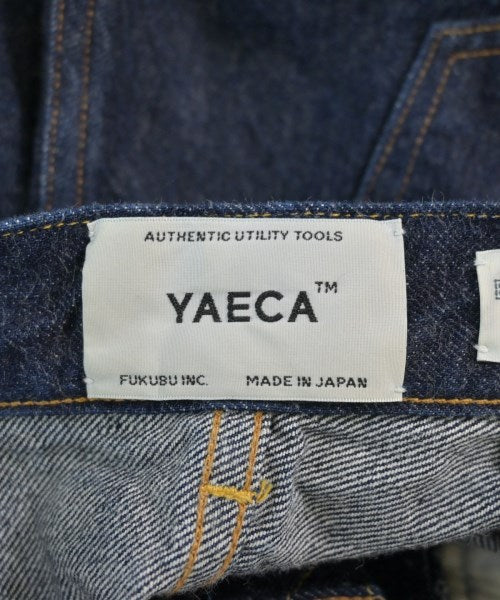 AUTHENTIC UTILITY TOOLS
YAECA™
FUKUBU INC. MADE IN JAPAN